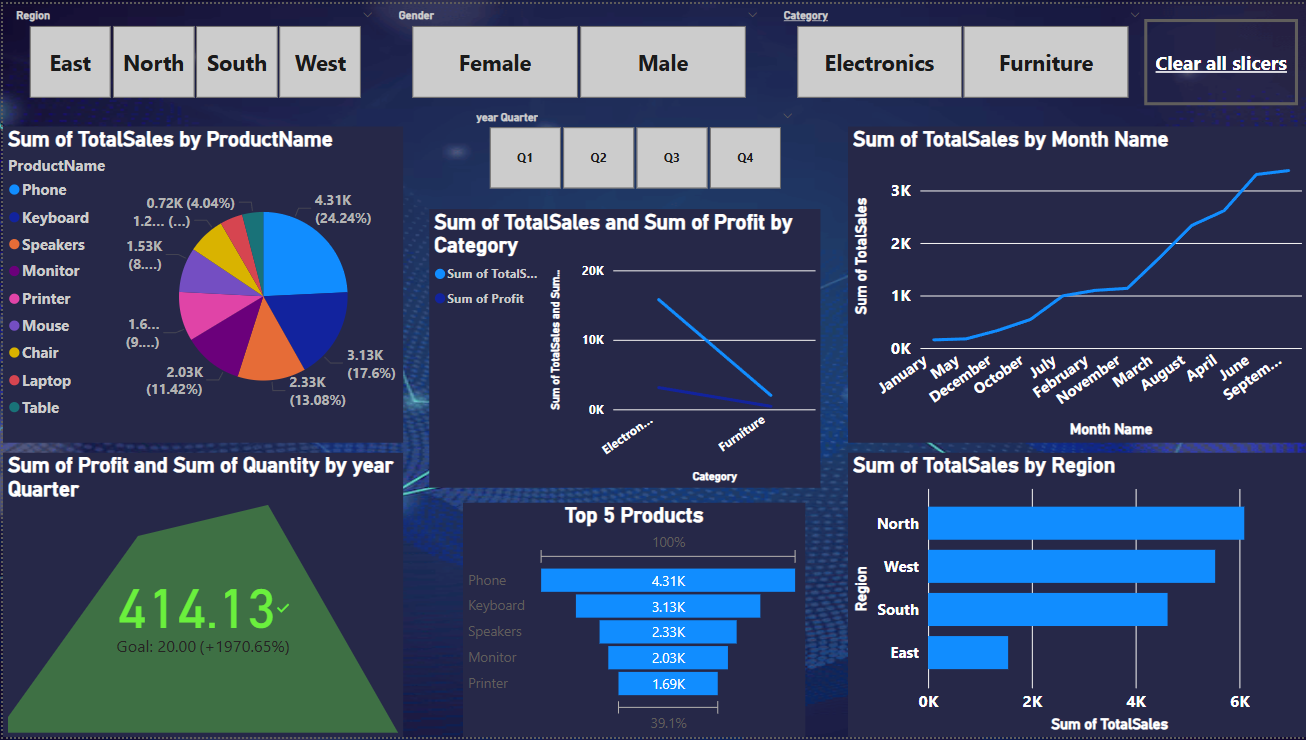 Region
Gender
Category
East
North
South
West
Female
Male
Electronics
Furniture
Clear all slicers
year Quarter
Q1
Q2
Q3
Q4
Sum of TotalSales by ProductName
ProductName
Phone
Keyboard
Speakers
Monitor
Printer
Mouse
Chair
Laptop
Table
4.31K
(24.24%)
3.13K
(17.6%)
2.33K
(13.08%)
2.03K
(11.42%)
1.6...
(9....)
1.53K
(8....)
1.2... (...)
0.72K (4.04%)
Sum of TotalSales and Sum of Profit by
Category
Sum of TotalS...
Sum of Profit
Sum of TotalSales and Sum...
20K
10K
0K
Electron...
Furniture
Category
Sum of TotalSales by Month Name
Sum of TotalSales
3K
2K
1K
0K
January
May
December
October
July
February
November
March
August
April
June
Septem...
Month Name
Sum of Profit and Sum of Quantity by year
Quarter
414.13
Goal: 20.00 (+1970.65%)
Top 5 Products
100%
Phone
4.31K
Keyboard
3.13K
Speakers
2.33K
Monitor
2.03K
Printer
1.69K
39.1%
Sum of TotalSales by Region
Region
North
West
South
East
0K
2K
4K
6K
Sum of TotalSales